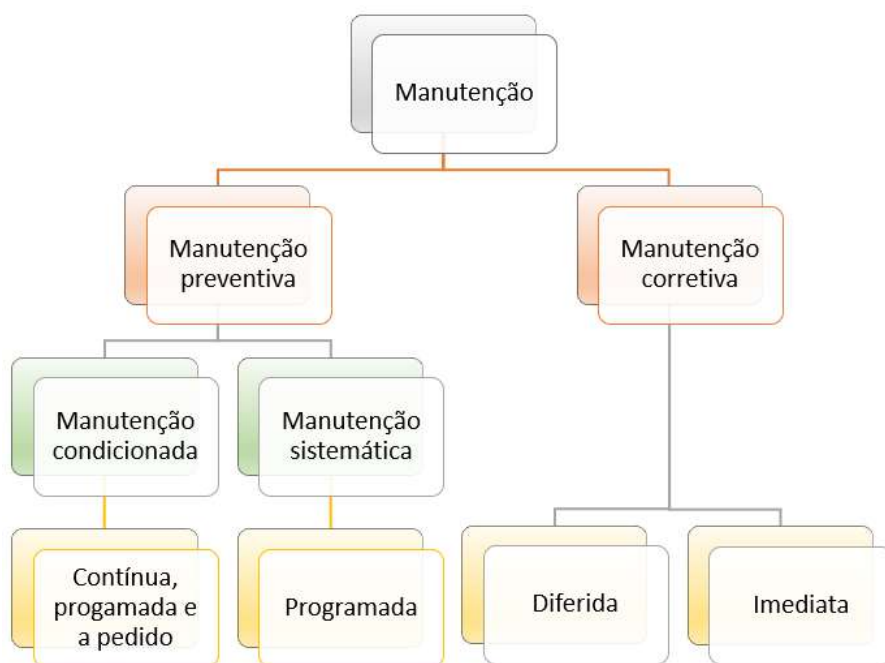 Manutenção
Manutenção
preventiva
Manutenção
corretiva
Manutenção
condicionada
Manutenção
sistemática
Contínua,
progamada e
a pedido
Programada
Diferida
Imediata